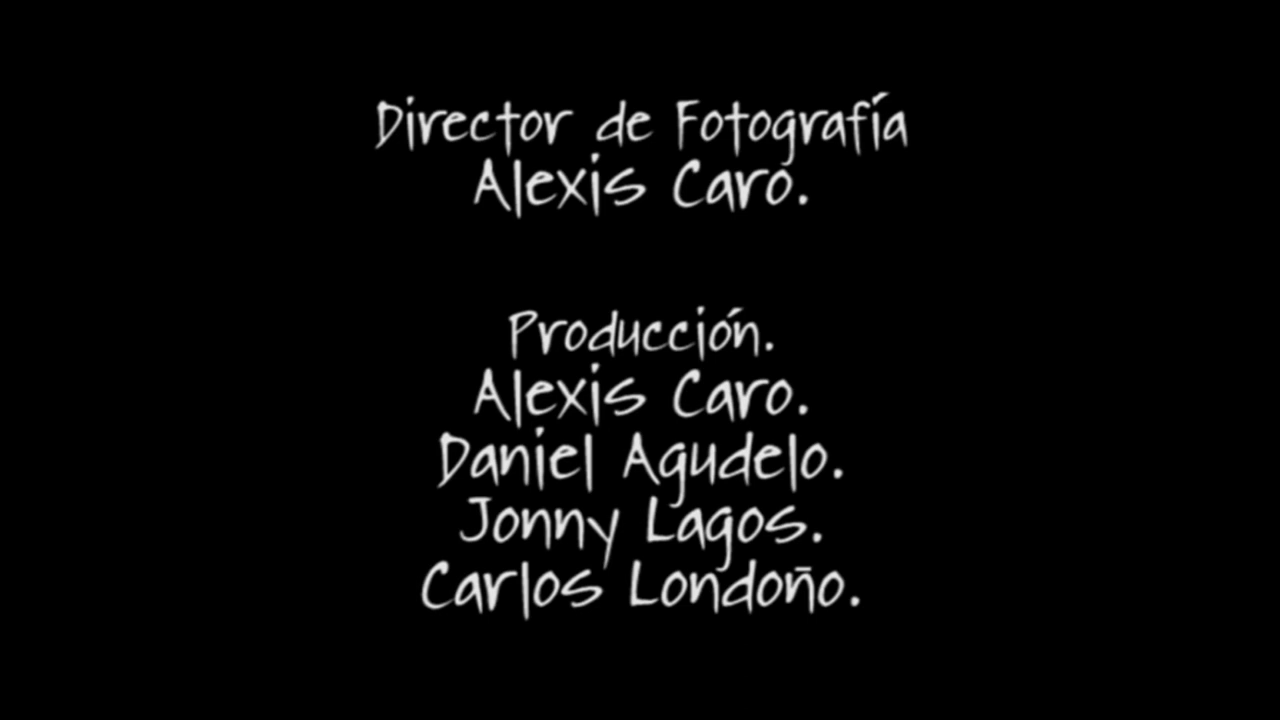 Director de Fotografía
Alexis Caro.
Producción.
Alexis Caro.
Daniel Agudelo.
Jonny Lagos.
Carlos Londoño.